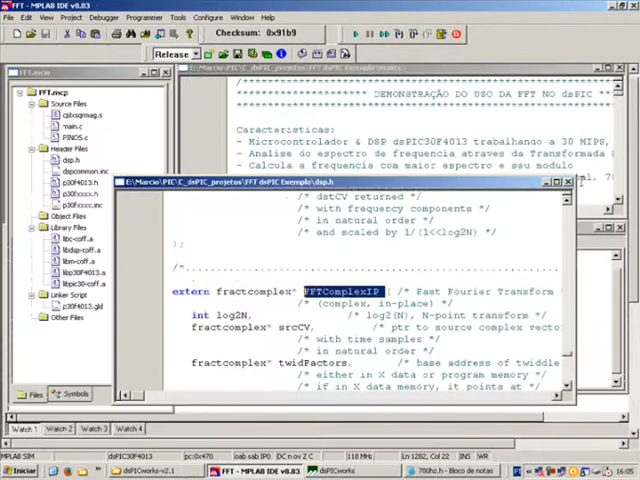 FFT - MPLAB IDE v8.83
File Edit View Project Debugger Programmer Tools Configure Window Help
Checksum: 0x91b9
Release
FFT.mcw
FFT.mcp
Source Files
cplxsqrmag.s
main.c
PINOS.c
Header Files
dsp.h
dspcommon.inc
p30f4013.h
p30fxxxx.h
p30fxxxx.inc
Object Files
Library Files
libc-coff.a
libdsp-coff.a
libm-coff.a
libp30f4013-coff.a
libpic30-coff.a
Linker Script
p30f4013.gld
Other Files
Files Symbols
DEMONSTRAÇÃO DO USO DA FFT NO dsPIC
Características:
- Microcontrolador & DSP dsPIC30F4013 trabalhando a 30 MIPS,
- Analise do espectro de frequencia atraves da Transformada
- Calcula a frequencia com maior espectro e seu modulo
E:\Marcio\PIC\C_dsPIC_projetos\FFT dsPIC Exemplo\dsp.h
/* dstCV returned */
/* with frequency components */
/* in natural order */
/* and scaled by 1/(1<<log2N) */
);
extern fractcomplex* FFTComplexIP ( /* Fast Fourier Transform
/* (complex, in-place) */
int log2N, /* log2(N), N-point transform */
fractcomplex* srcCV, /* ptr to source complex vector
/* with time samples */
/* in natural order */
fractcomplex* twidFactors, /* base address of twiddle
/* either in X data or program memory */
/* if in X data memory, it points at
Watch 1 Watch 2 Watch 3 Watch 4
MPLAB SIM dsPIC30F4013 pc:0x470 oab sab IP0 DC n ov Z C Ln 1282, Col 22 INS
Iniciar dsPICworks - v2.1 FFT - MPLAB IDE v8.83 dsPICworks 780hz.h - Bloco de notas PT 16:05